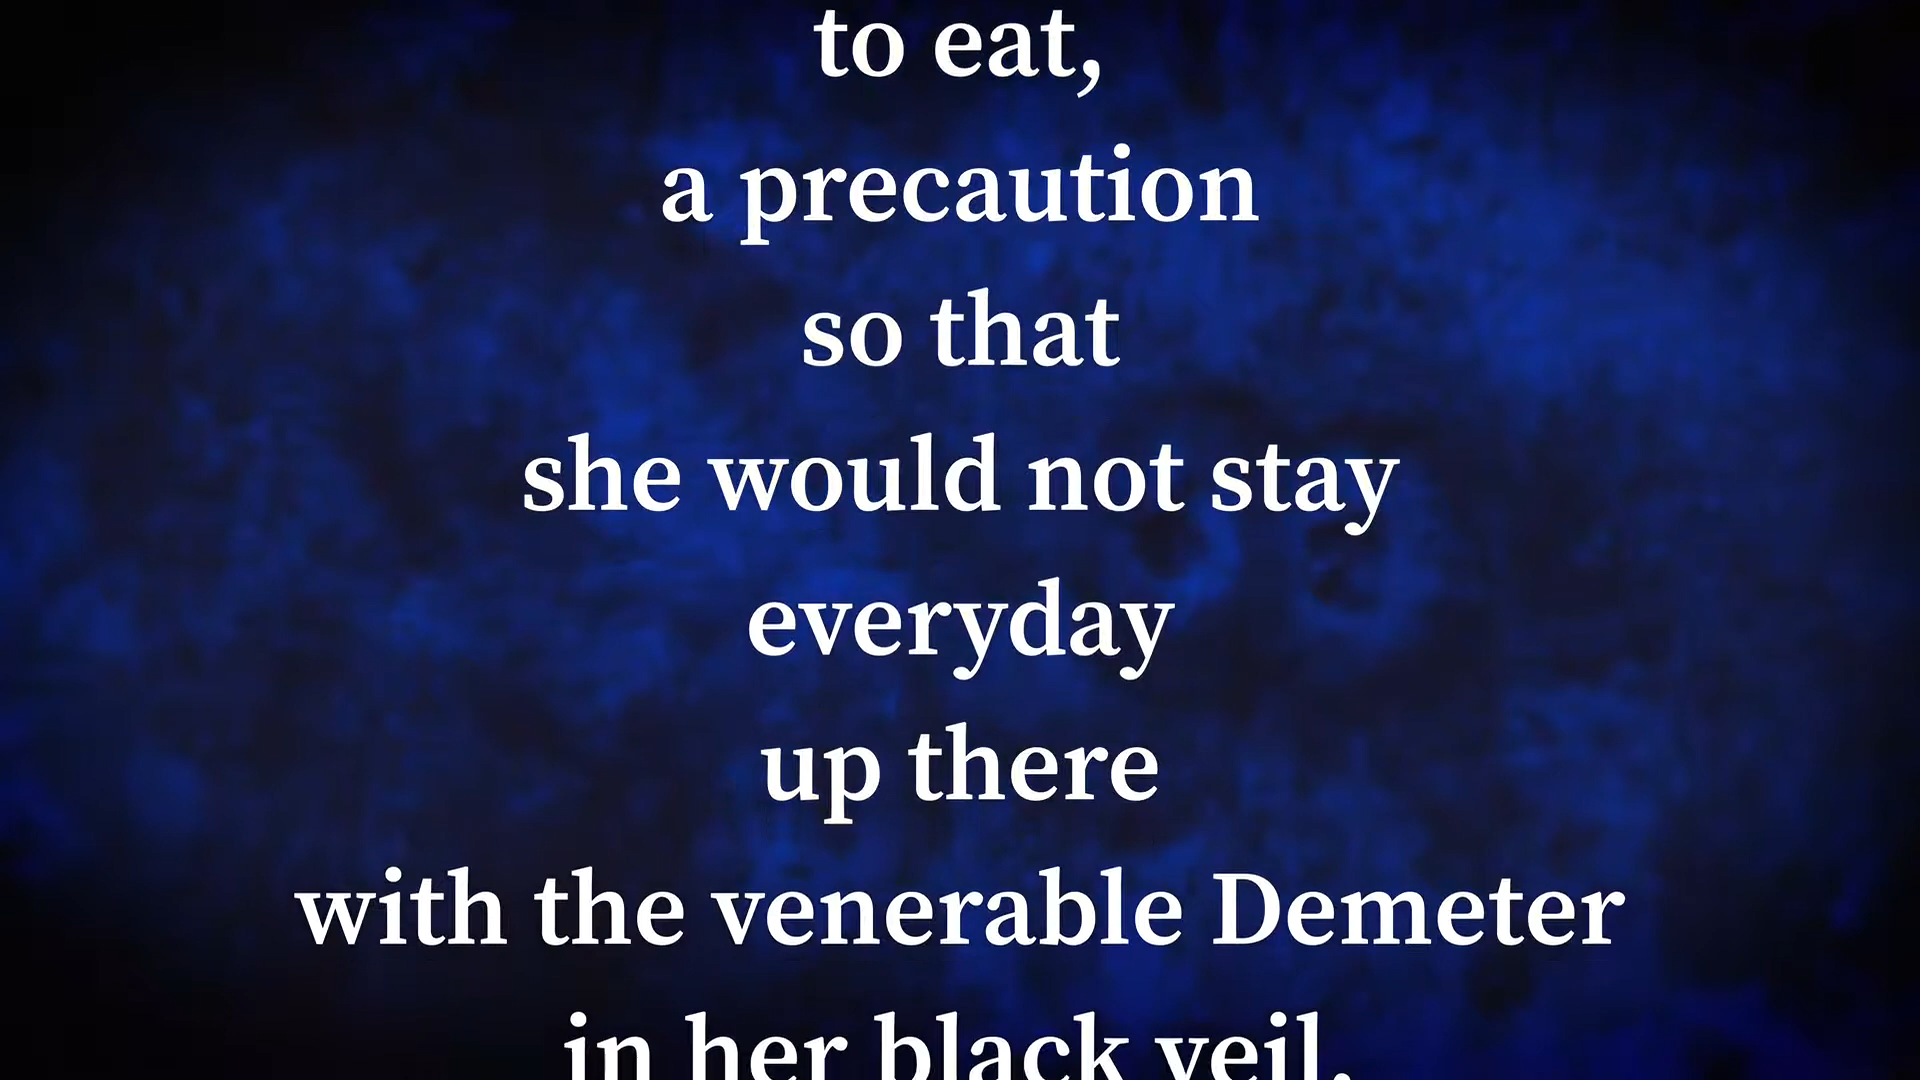 to eat,
a precaution
so that
she would not stay
everyday
up there
with the venerable Demeter
in her black veil.